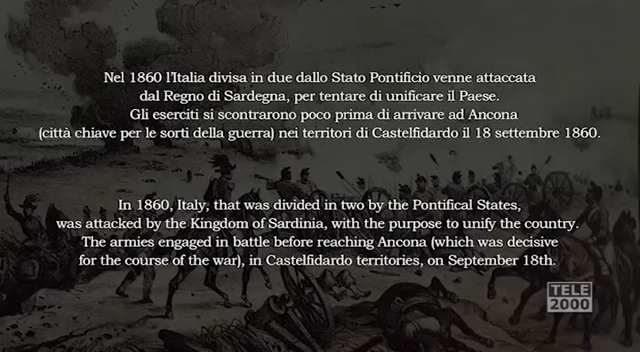 Nel 1860 l'Italia divisa in due dallo Stato Pontificio venne attaccata
dal Regno di Sardegna, per tentare di unificare il Paese.
Gli eserciti si scontrarono poco prima di arrivare ad Ancona
(città chiave per le sorti della guerra) nei territori di Castelfidardo il 18 settembre 1860.
In 1860, Italy, that was divided in two by the Pontifical States,
was attacked by the Kingdom of Sardinia, with the purpose to unify the country.
The armies engaged in battle before reaching Ancona (which was decisive
for the course of the war), in Castelfidardo territories, on September 18th.
TELE
2000